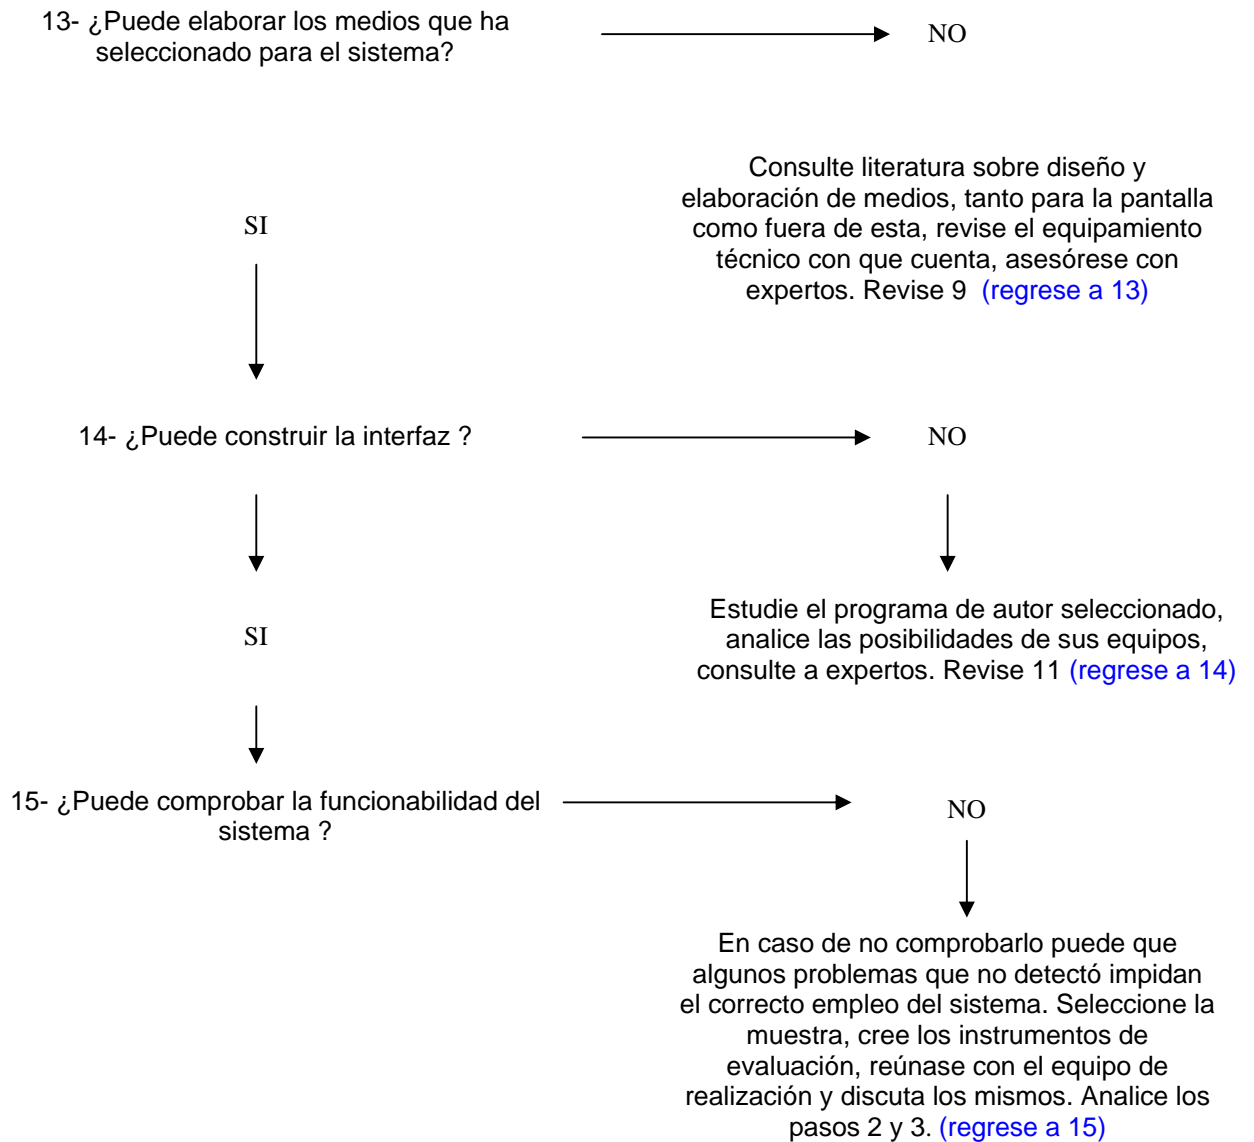 13- ¿Puede elaborar los medios que ha
seleccionado para el sistema?
NO
Consulte literatura sobre diseño y
elaboración de medios, tanto para la pantalla
como fuera de esta, revise el equipamiento
técnico con que cuenta, asesórese con
expertos. Revise 9  (regrese a 13)
SI
14- ¿Puede construir la interfaz ?
NO
Estudie el programa de autor seleccionado,
analice las posibilidades de sus equipos,
consulte a expertos. Revise 11 (regrese a 14)
SI
15- ¿Puede comprobar la funcionabilidad del
sistema ?
NO
En caso de no comprobarlo puede que
algunos problemas que no detectó impidan
el correcto empleo del sistema. Seleccione la
muestra, cree los instrumentos de
evaluación, reúnase con el equipo de
realización y discuta los mismos. Analice los
pasos 2 y 3. (regrese a 15)